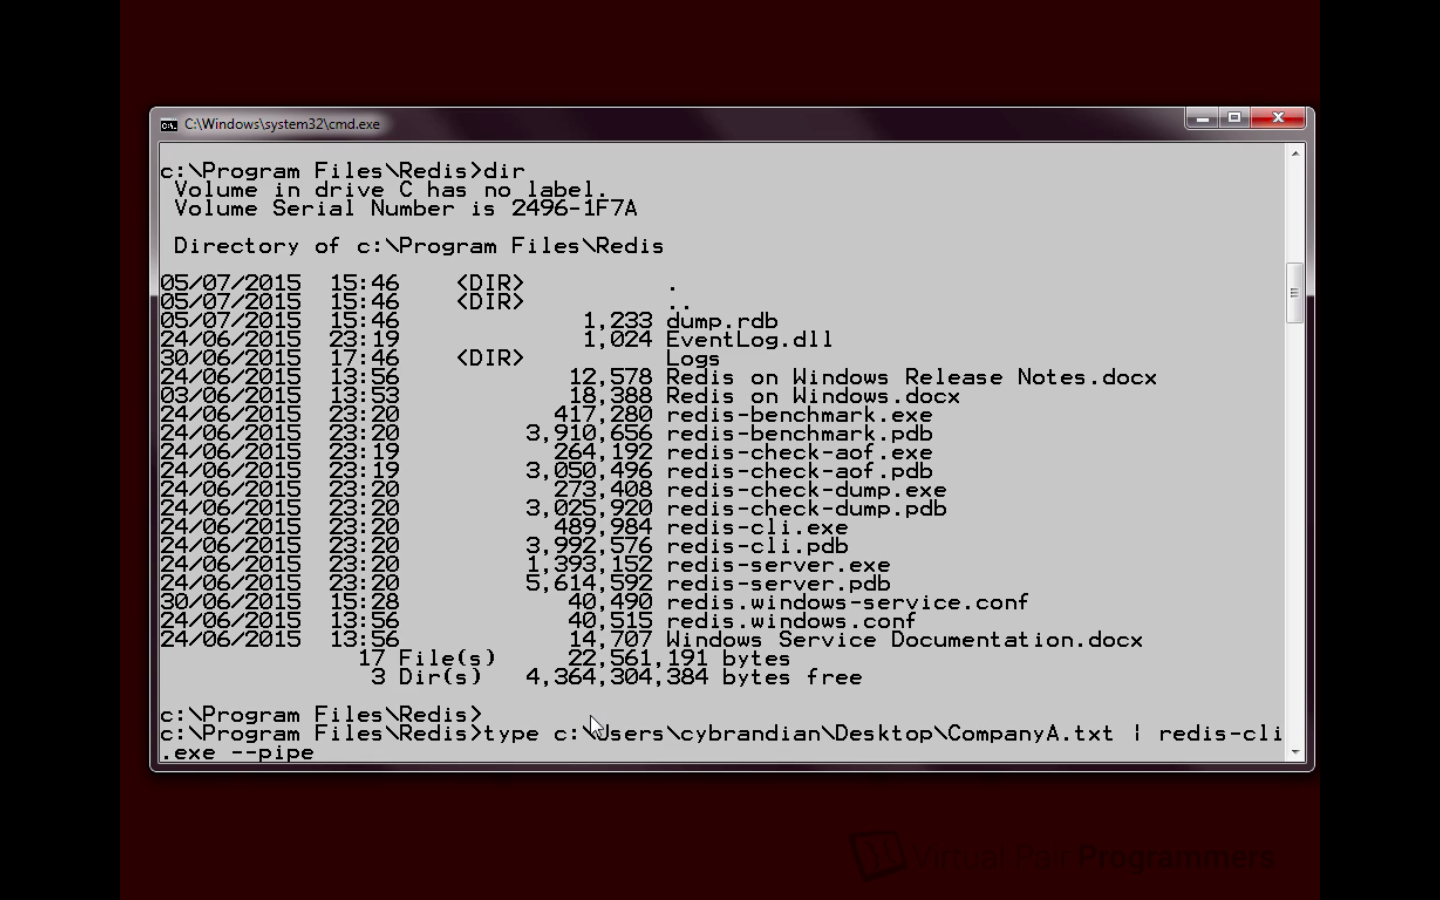 C:\Windows\system32\cmd.exe
c:\Program Files\Redis>dir
Volume in drive C has no label.
Volume Serial Number is 2496-1F7A
Directory of c:\Program Files\Redis
05/07/2015 15:46 <DIR> .
05/07/2015 15:46 <DIR> ..
05/07/2015 15:46 1,233 dump.rdb
24/06/2015 23:19 1,024 EventLog.dll
30/06/2015 17:46 <DIR> Logs
24/06/2015 13:56 12,578 Redis on Windows Release Notes.docx
03/06/2015 13:53 18,388 Redis on Windows.docx
24/06/2015 23:20 417,280 redis-benchmark.exe
24/06/2015 23:20 3,910,656 redis-benchmark.pdb
24/06/2015 23:19 264,192 redis-check-aof.exe
24/06/2015 23:19 3,050,496 redis-check-aof.pdb
24/06/2015 23:20 273,408 redis-check-dump.exe
24/06/2015 23:20 3,025,920 redis-check-dump.pdb
24/06/2015 23:20 489,984 redis-cli.exe
24/06/2015 23:20 3,992,576 redis-cli.pdb
24/06/2015 23:20 1,393,152 redis-server.exe
24/06/2015 23:20 5,614,592 redis-server.pdb
30/06/2015 15:28 40,490 redis.windows-service.conf
24/06/2015 13:56 40,515 redis.windows.conf
24/06/2015 13:56 14,707 Windows Service Documentation.docx
17 File(s) 22,561,191 bytes
3 Dir(s) 4,364,304,384 bytes free
c:\Program Files\Redis>
c:\Program Files\Redis>type c:\Users\cybrandian\Desktop\CompanyA.txt | redis-cli
.exe --pipe
Virtual Pair Programmers